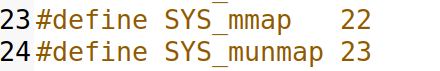 23 #define SYS_mmap   22
24 #define SYS_munmap 23